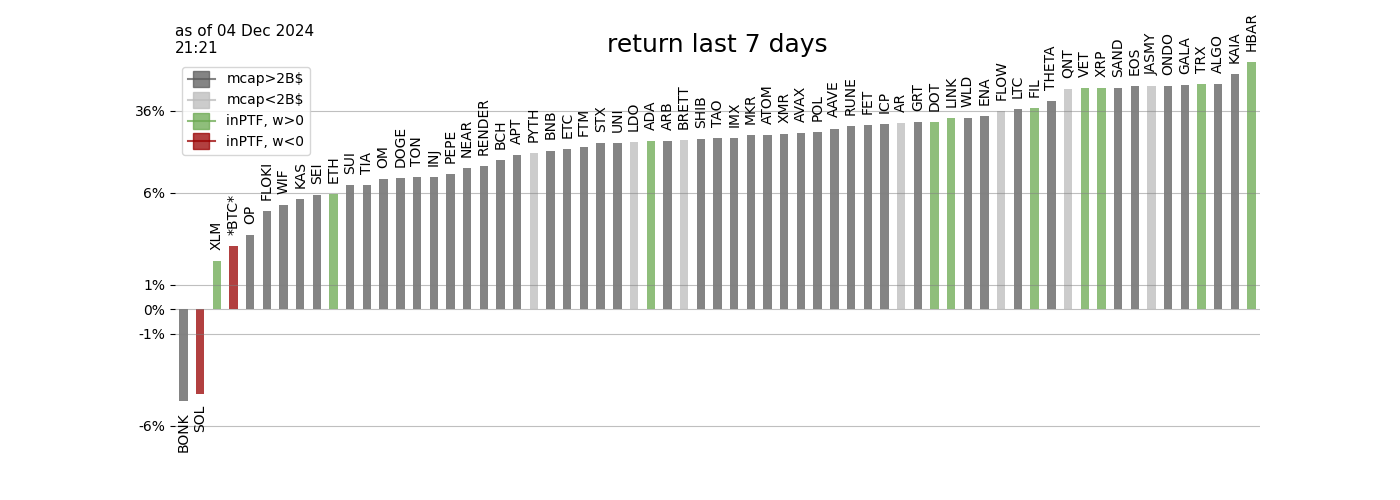 as of 04 Dec 2024
21:21
return last 7 days
mcap>2B$
mcap<2B$
inPTF, w>0
inPTF, w<0
36%
6%
1%
0%
-1%
-6%
BONK
SOL
XLM
*BTC*
OP
FLOKI
WIF
KAS
SEI
ETH
SUI
TIA
OM
DOGE
TON
INJ
PEPE
NEAR
RENDER
BCH
APT
PYTH
BNB
ETC
FTM
STX
UNI
LDO
ADA
ARB
BRETT
SHIB
TAO
IMX
MKR
ATOM
XMR
AVAX
POL
AAVE
RUNE
FET
ICP
AR
GRT
DOT
LINK
WLD
ENA
FLOW
LTC
FIL
THETA
QNT
VET
XRP
SAND
EOS
JASMY
ONDO
GALA
TRX
ALGO
KAIA
HBAR